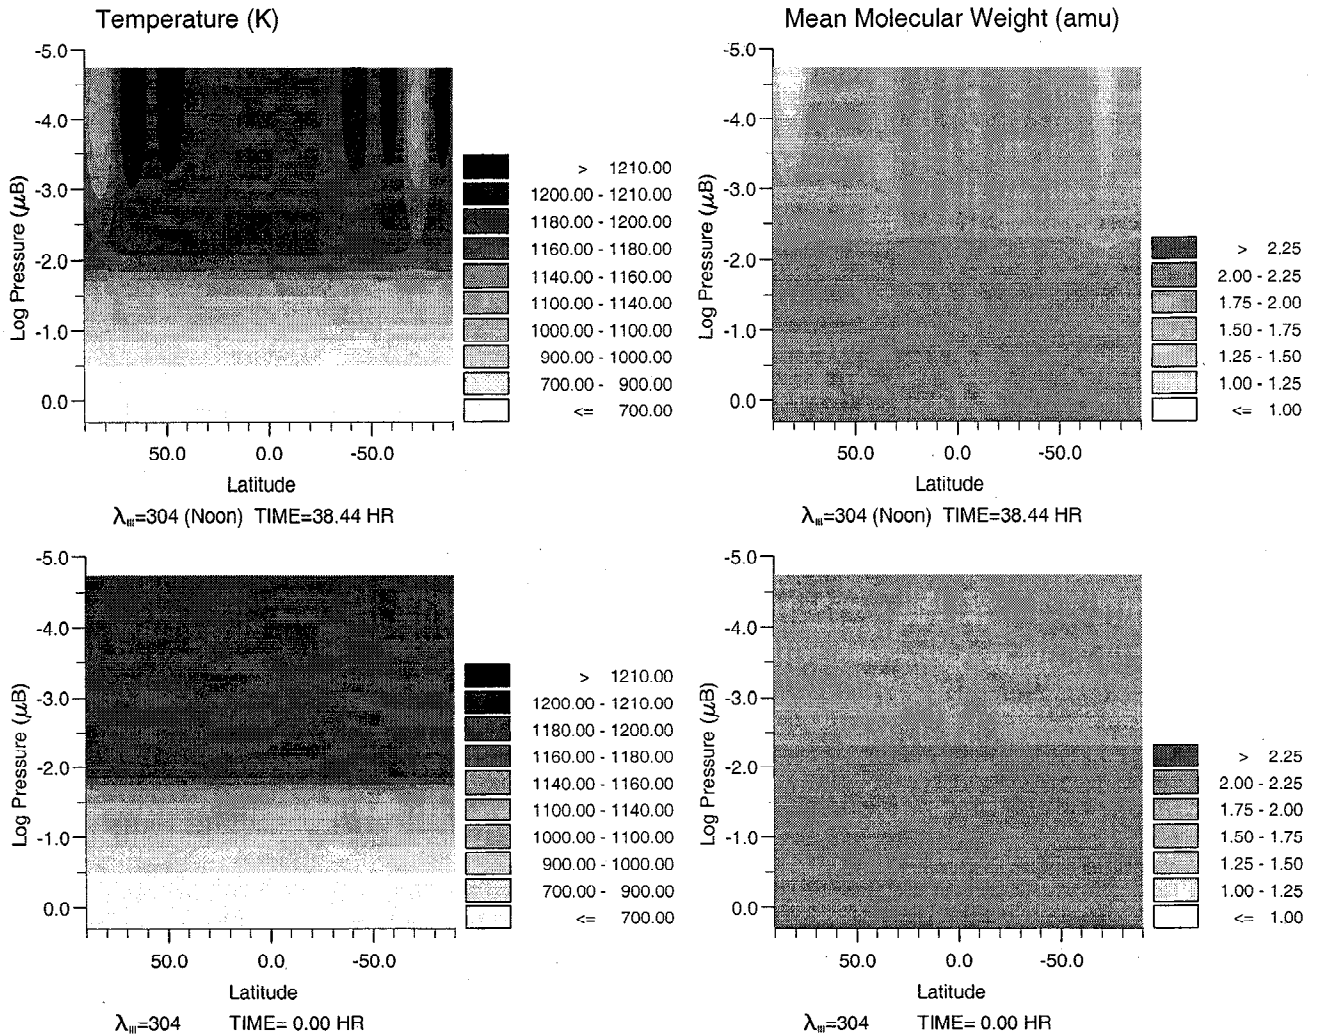 Temperature (K)
-5.0
-4.0
-3.0
-2.0
-1.0
0.0
Log Pressure (μB)
50.0 0.0 -50.0
Latitude
λIII=304 (Noon) TIME=38.44 HR
> 1210.00
1200.00 - 1210.00
1180.00 - 1200.00
1160.00 - 1180.00
1140.00 - 1160.00
1100.00 - 1140.00
1000.00 - 1100.00
900.00 - 1000.00
700.00 - 900.00
<= 700.00
Mean Molecular Weight (amu)
-5.0
-4.0
-3.0
-2.0
-1.0
0.0
Log Pressure (μB)
50.0 0.0 -50.0
Latitude
λIII=304 (Noon) TIME=38.44 HR
> 2.25
2.00 - 2.25
1.75 - 2.00
1.50 - 1.75
1.25 - 1.50
1.00 - 1.25
<= 1.00
-5.0
-4.0
-3.0
-2.0
-1.0
0.0
Log Pressure (μB)
50.0 0.0 -50.0
Latitude
λIII=304 TIME= 0.00 HR
> 1210.00
1200.00 - 1210.00
1180.00 - 1200.00
1160.00 - 1180.00
1140.00 - 1160.00
1100.00 - 1140.00
1000.00 - 1100.00
900.00 - 1000.00
700.00 - 900.00
<= 700.00
-5.0
-4.0
-3.0
-2.0
-1.0
0.0
Log Pressure (μB)
50.0 0.0 -50.0
Latitude
λIII=304 TIME= 0.00 HR
> 2.25
2.00 - 2.25
1.75 - 2.00
1.50 - 1.75
1.25 - 1.50
1.00 - 1.25
<= 1.00